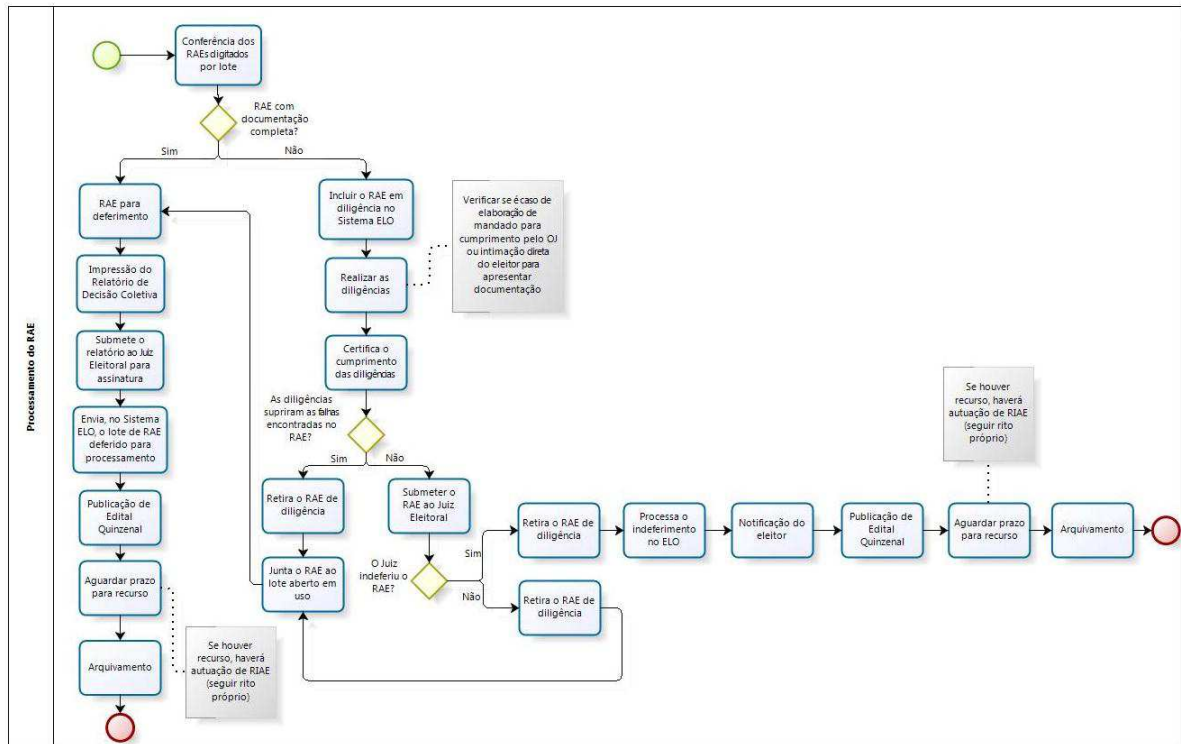 Processamento do RAE
Conferência dos
RAEs digitados
por lote
RAE com
documentação
completa?
Sim
Não
RAE para
deferimento
Incluir o RAE em
diligência no
Sistema ELO
Verificar se é caso de
elaboração de
mandado para
cumprimento pelo OJ
ou intimação direta
do eleitor para
apresentar
documentação
Impressão do
Relatório de
Decisão Coletiva
Realizar as
diligências
Submete o
relatório ao Juiz
Eleitoral para
assinatura
Certifica o
cumprimento
das diligências
Envia, no Sistema
ELO, o lote de RAE
deferido para
processamento
As diligências
supriram as falhas
encontradas no
RAE?
Sim
Não
Publicação de
Edital
Quinzenal
Retira o RAE de
diligência
Submeter o
RAE ao Juiz
Eleitoral
Aguardar prazo
para recurso
Junta o RAE ao
lote aberto em
uso
O Juiz
indeferiu o
RAE?
Sim
Não
Retira o RAE de
diligência
Processa o
indeferimento
no ELO
Notificação do
eleitor
Publicação de
Edital
Quinzenal
Aguardar prazo
para recurso
Arquivamento
Se houver
recurso, haverá
autuação de RIAE
(seguir rito
próprio)
Retira o RAE de
diligência
Arquivamento
Se houver
recurso, haverá
autuação de RIAE
(seguir rito
próprio)